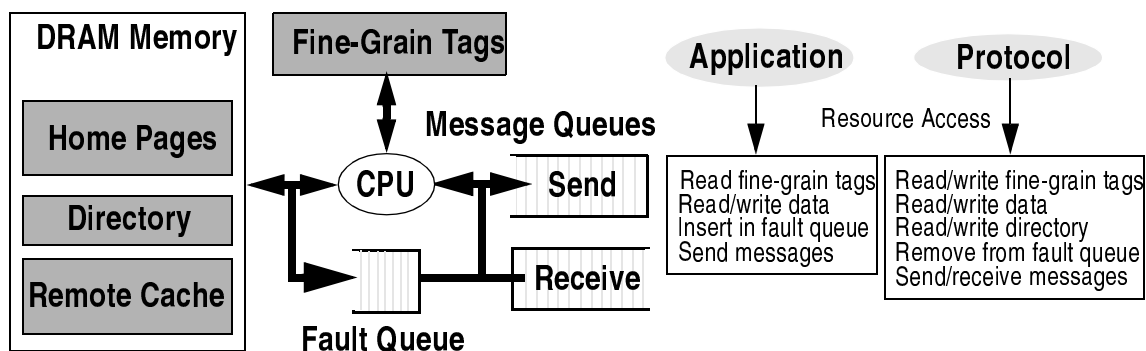 DRAM Memory
Home Pages
Directory
Remote Cache
Fine-Grain Tags
Message Queues
CPU
Send
Receive
Fault Queue
Application
Protocol
Resource Access
Read fine-grain tags
Read/write data
Insert in fault queue
Send messages
Read/write fine-grain tags
Read/write data
Read/write directory
Remove from fault queue
Send/receive messages